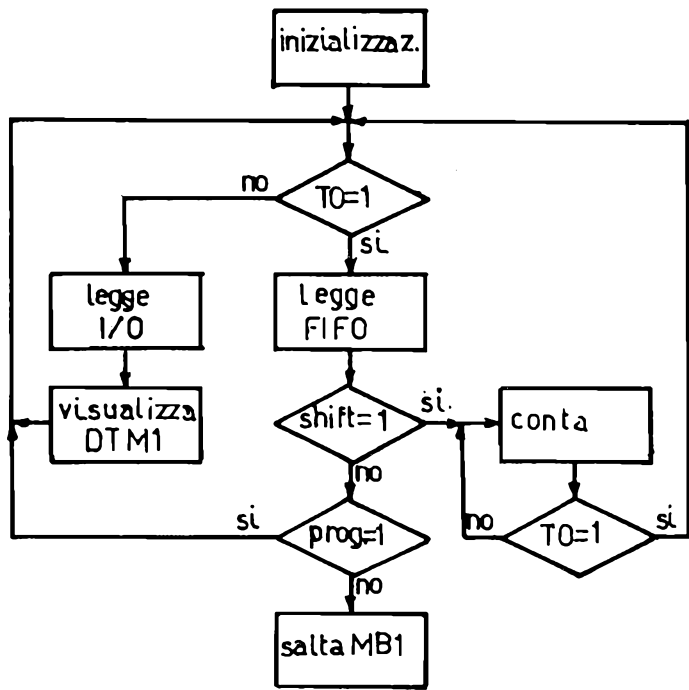 inizializzaz.
no
T0=1
si
legge
I/O
legge
FIFO
visualizza
DTM1
shift=1
si.
conta
no
si
prog=1
no
T0=1
si
no
salta MB1